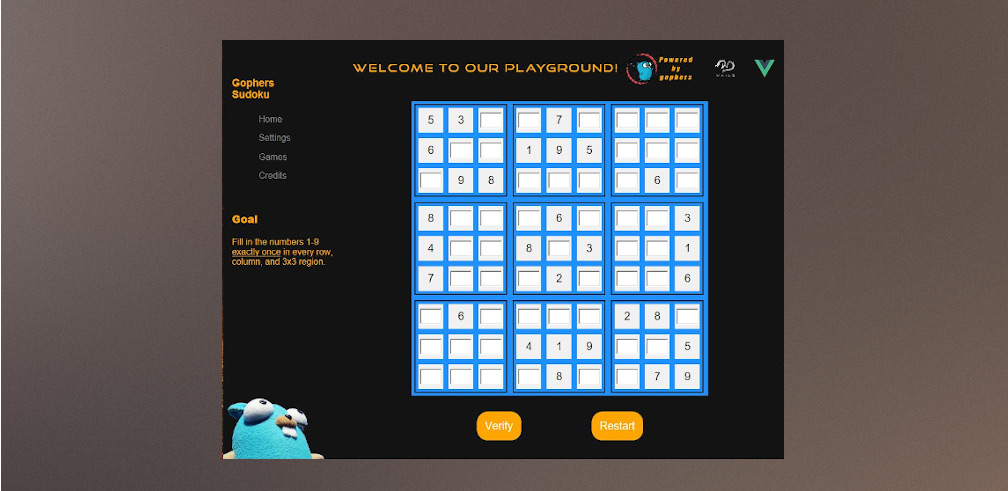 WELCOME TO OUR PLAYGROUND!
Powered
by
gophers
Gophers
Sudoku
Home
Settings
Games
Credits
Goal
Fill in the numbers 1-9
exactly once in every row,
column, and 3x3 region.
5 3 7
6 1 9 5
9 8 6
8 6 3
4 8 3 1
7 2 6
6 2 8
4 1 9 5
8 7 9
Verify Restart